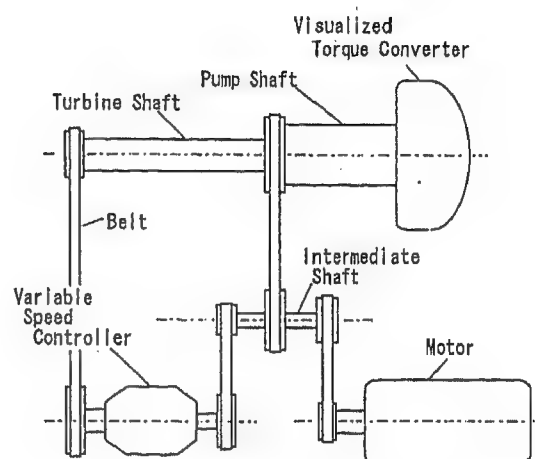 Visualized
Torque Converter
Pump Shaft
Turbine Shaft
Belt
Intermediate
Shaft
Variable
Speed
Controller
Motor